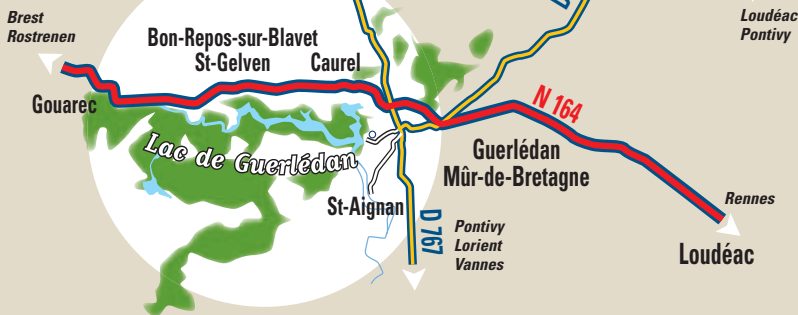 Brest
Rostrenen
Bon-Repos-sur-Blavet
St-Gelven
Caurel
Loudéac
Pontivy
Gouarec
N 164
Lac de Guerlédan
Guerlédan
Mûr-de-Bretagne
St-Aignan
D 767
Pontivy
Lorient
Vannes
Rennes
Loudéac